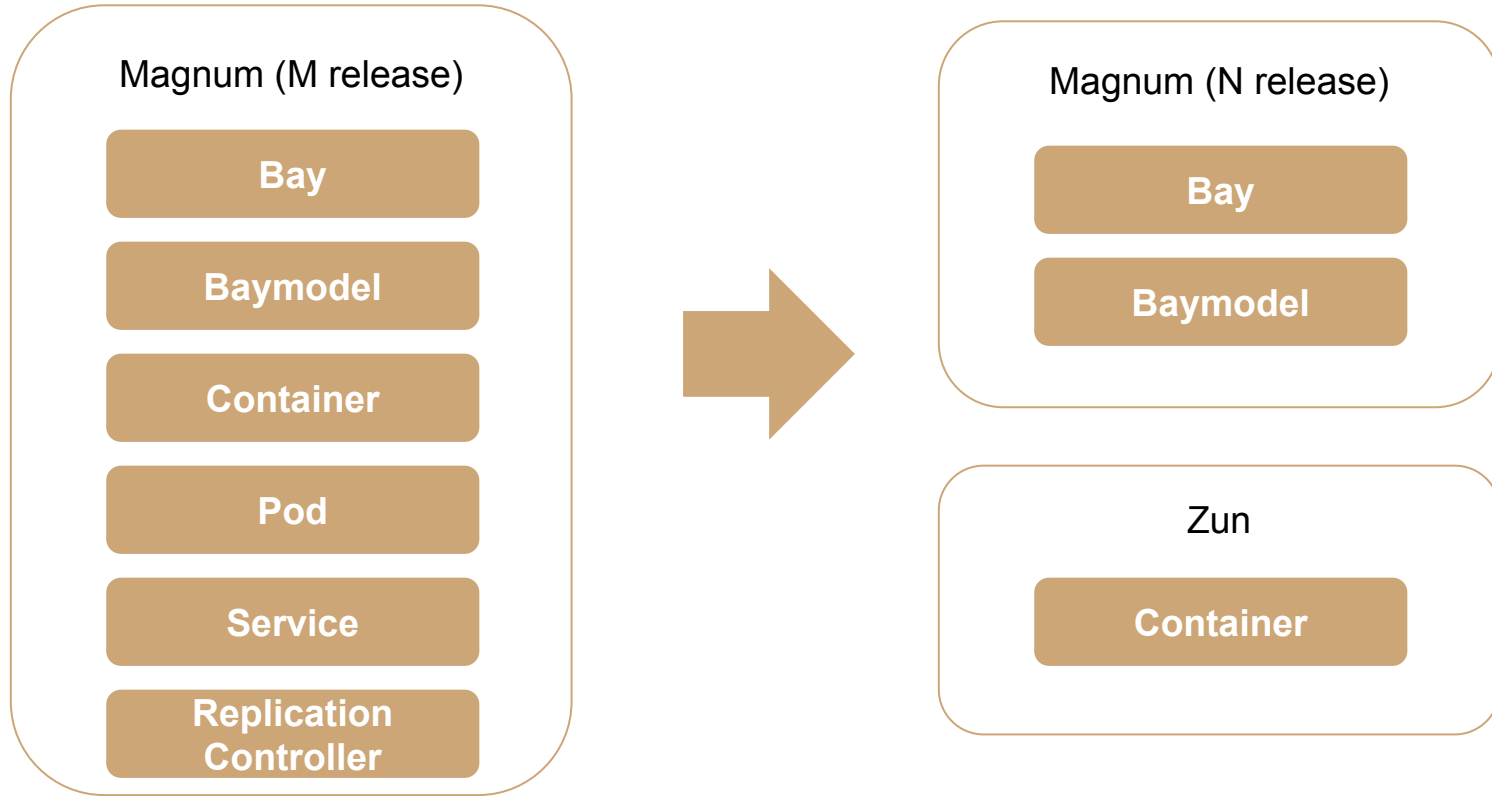 Magnum (M release)
Bay
Baymodel
Container
Pod
Service
Replication
Controller
Magnum (N release)
Bay
Baymodel
Zun
Container